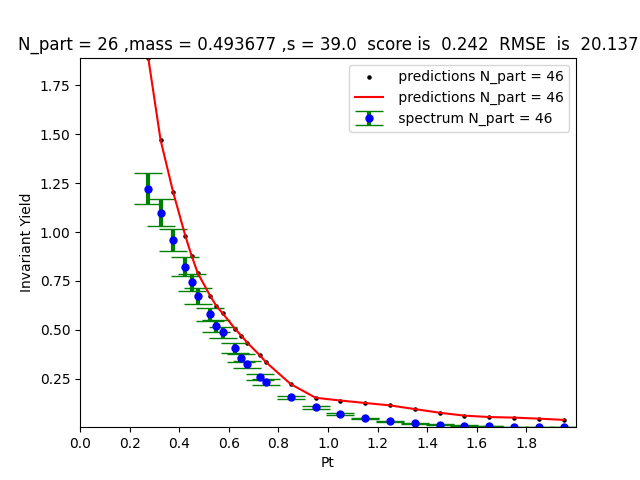 N_part = 26 ,mass = 0.493677 ,s = 39.0 score is 0.242 RMSE is 20.137
predictions N_part = 46
predictions N_part = 46
spectrum N_part = 46
1.75
1.50
1.25
1.00
0.75
0.50
0.25
Invariant Yield
0.0 0.2 0.4 0.6 0.8 1.0 1.2 1.4 1.6 1.8
Pt